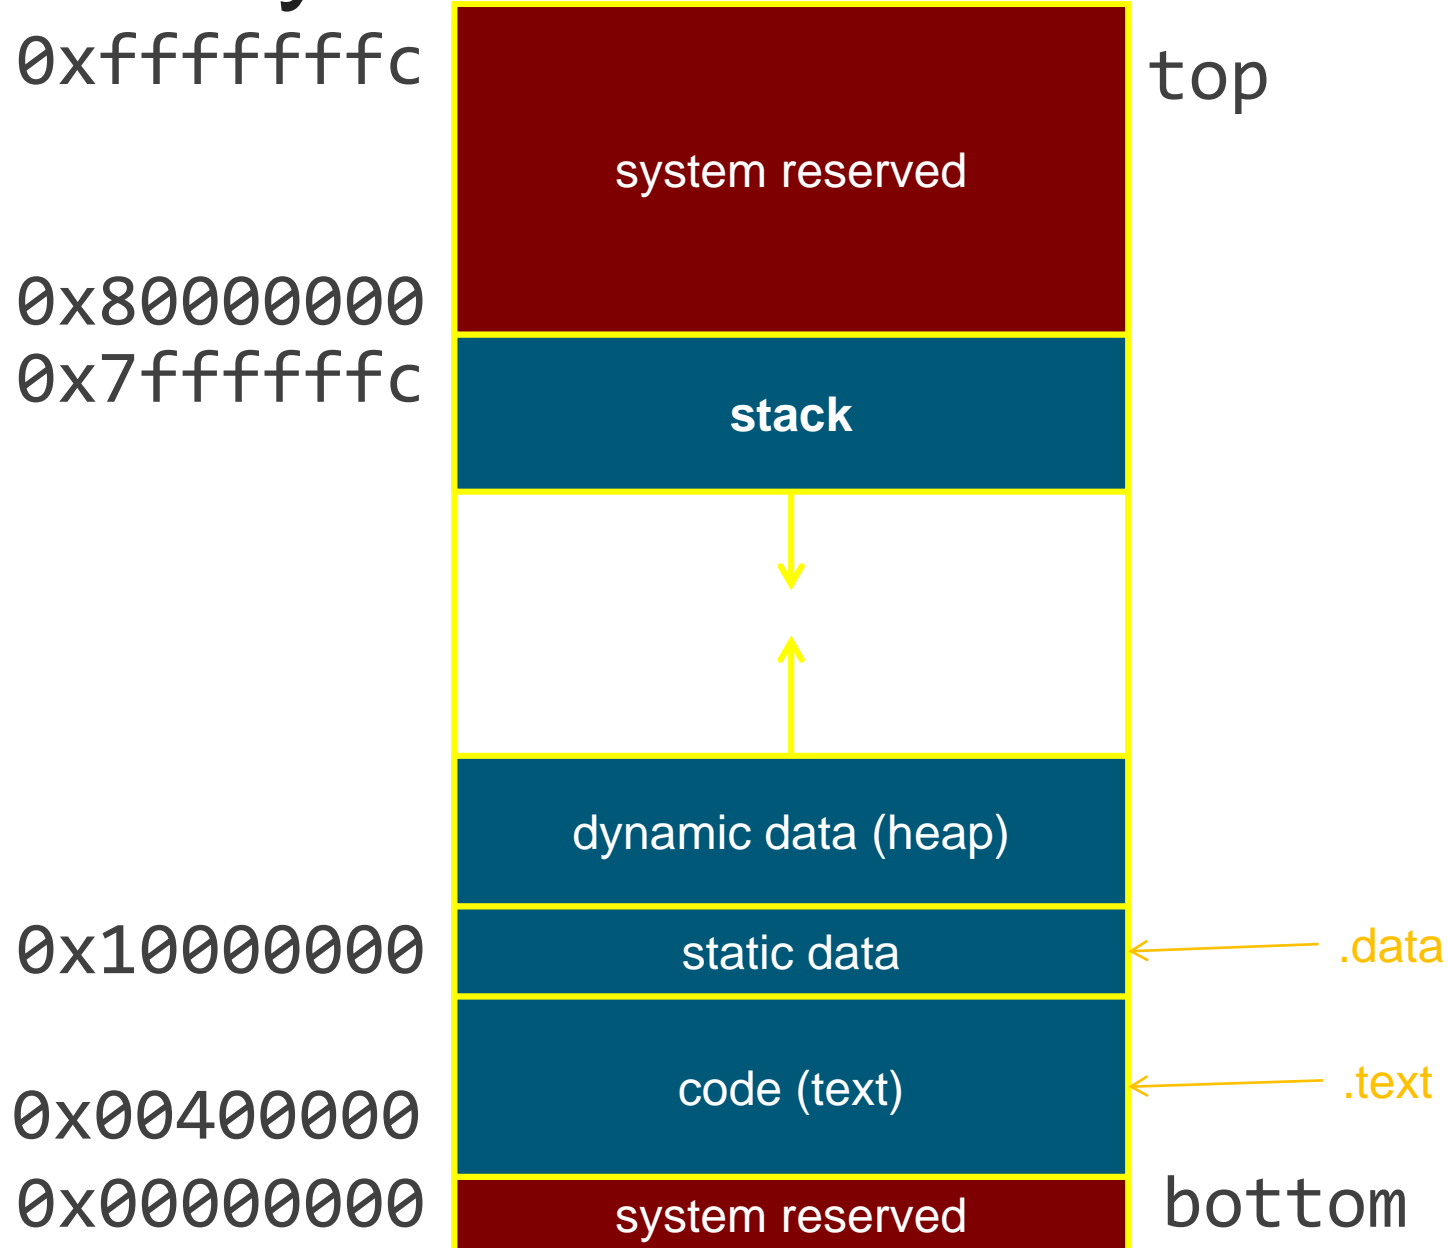 0xfffffffc
top
system reserved
0x80000000
0x7ffffffc
stack
dynamic data (heap)
0x10000000
static data
.data
code (text)
.text
0x00400000
0x00000000
system reserved
bottom